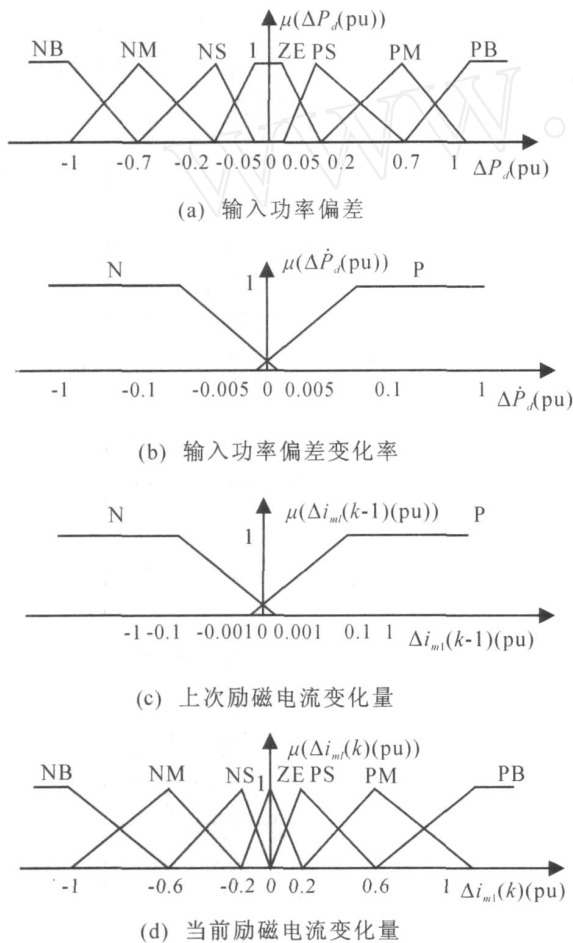 μ(ΔP_d(pu))
NB NM NS 1 ZE PS PM PB
-1 -0.7 -0.2 -0.05 0 0.05 0.2 0.7 1 ΔP_d(pu)
(a) 输入功率偏差
WWW.
N 1 μ(ΔṖ_d(pu)) P
-1 -0.1 -0.005 0 0.005 0.1 1 ΔṖ_d(pu)
(b) 输入功率偏差变化率
N 1 μ(Δi_m1(k-1)(pu)) P
-1 -0.1 -0.001 0 0.001 0.1 1 Δi_m1(k-1)(pu)
(c) 上次励磁电流变化量
μ(Δi_m1(k)(pu))
NB NM NS 1 ZE PS PM PB
-1 -0.6 -0.2 0 0.2 0.6 1 Δi_m1(k)(pu)
(d) 当前励磁电流变化量